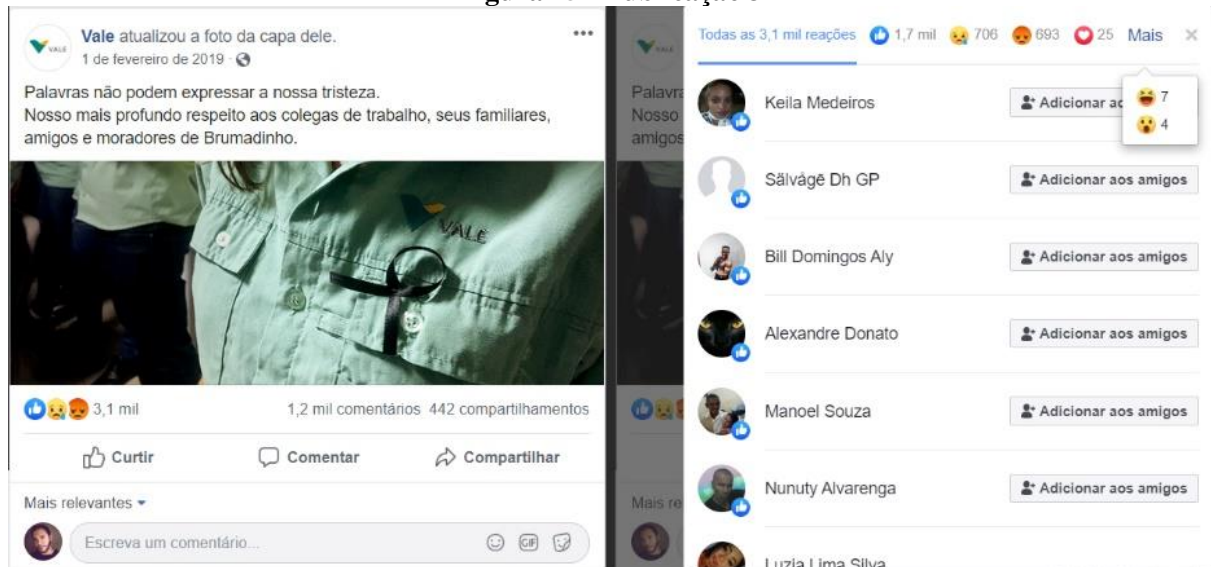 Vale atualizou a foto da capa dele.
1 de fevereiro de 2019
Palavras não podem expressar a nossa tristeza.
Nosso mais profundo respeito aos colegas de trabalho, seus familiares,
amigos e moradores de Brumadinho.
VALE
3,1 mil
1,2 mil comentários 442 compartilhamentos
Curtir Comentar Compartilhar
Mais relevantes
Escreva um comentário...
GIF
Todas as 3,1 mil reações 1,7 mil 706 693 25 Mais
7
4
Keila Medeiros
Adicionar ao
Sälvágē Dh GP
Adicionar aos amigos
Bill Domingos Aly
Adicionar aos amigos
Alexandre Donato
Adicionar aos amigos
Manoel Souza
Adicionar aos amigos
Nunuty Alvarenga
Adicionar aos amigos
Luzia Lima Silva